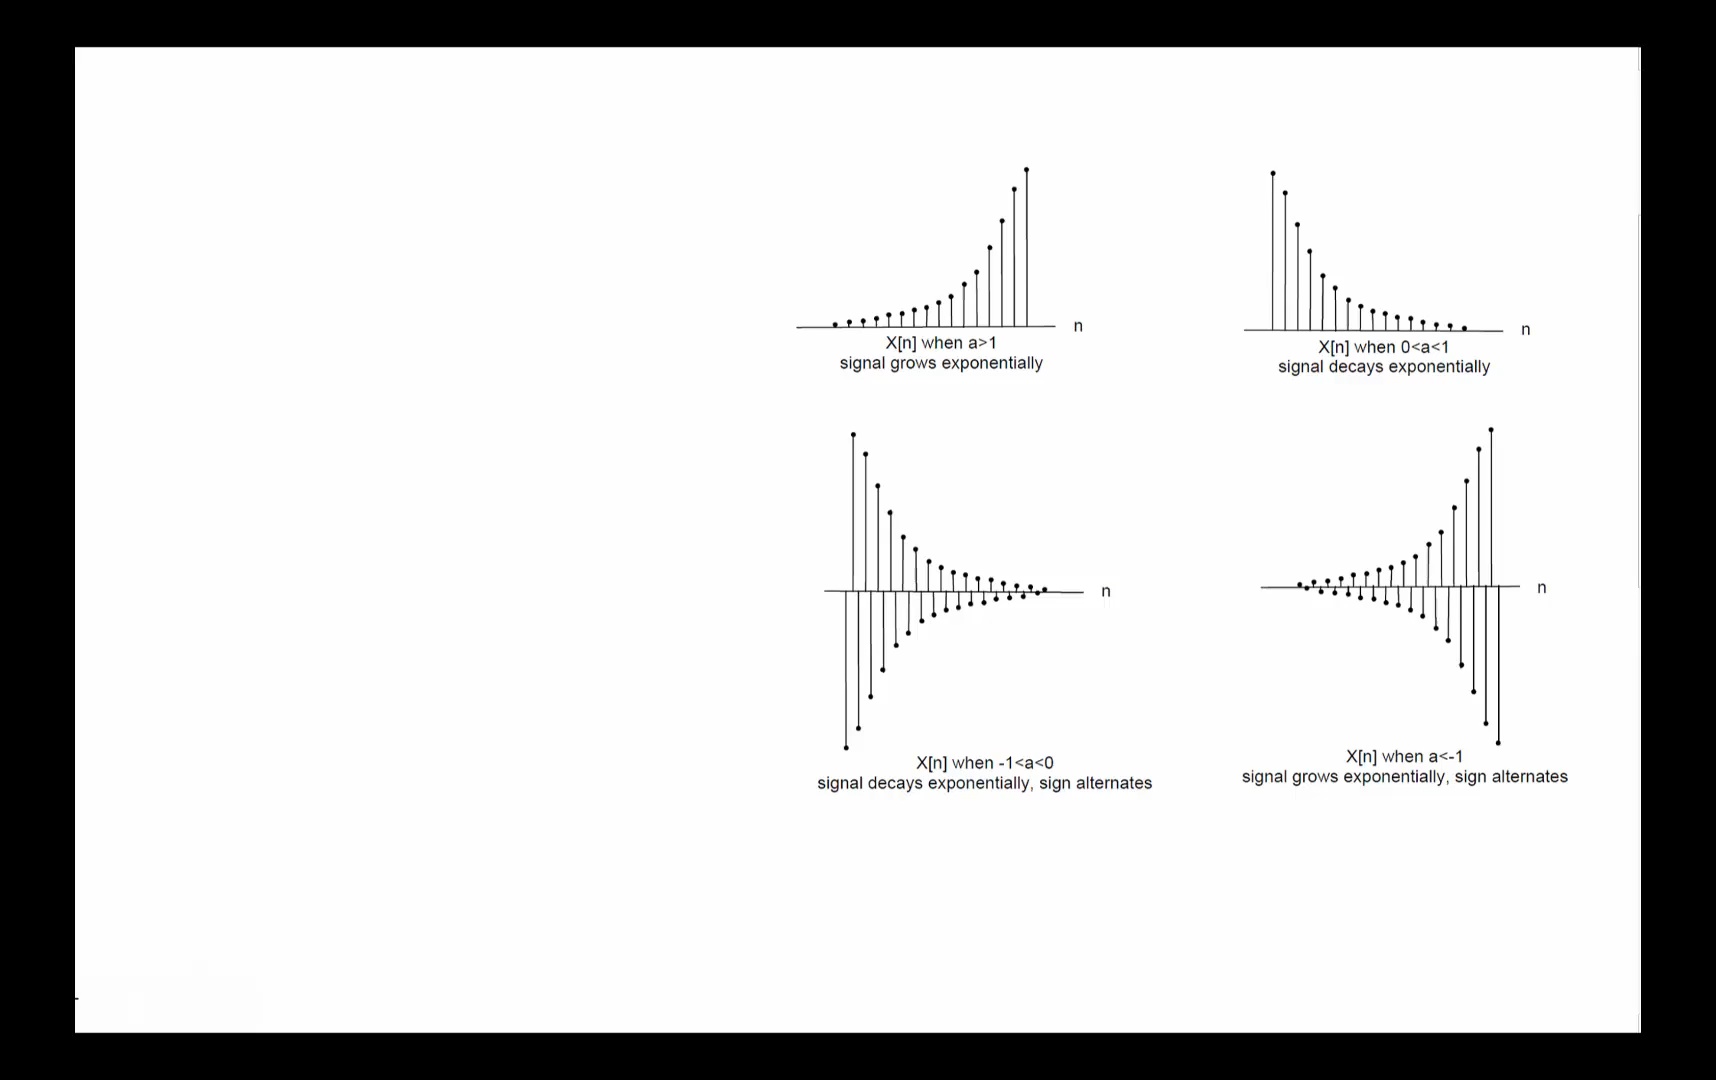 n
X[n] when a>1
signal grows exponentially
n
X[n] when 0<a<1
signal decays exponentially
n
X[n] when -1<a<0
signal decays exponentially, sign alternates
n
X[n] when a<-1
signal grows exponentially, sign alternates